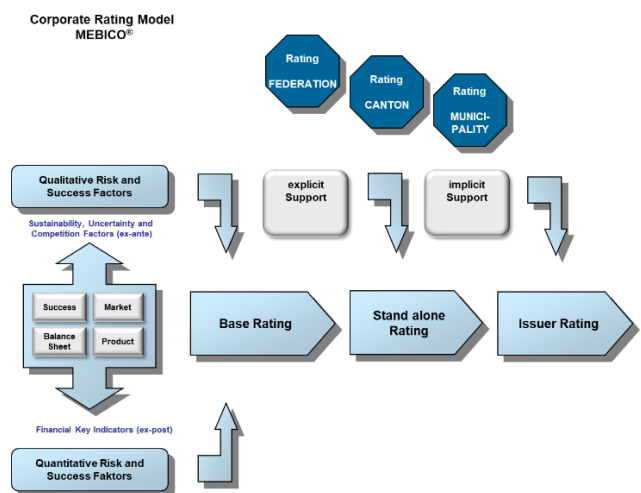 Corporate Rating Model
MEBICO®
Rating
FEDERATION
Rating
CANTON
Rating
MUNICI-
PALITY
Qualitative Risk and
Success Factors
explicit
Support
implicit
Support
Sustainability, Uncertainty and
Competition Factors (ex-ante)
Success
Market
Balance
Sheet
Product
Base Rating
Stand alone
Rating
Issuer Rating
Financial Key Indicators (ex-post)
Quantitative Risk and
Success Faktors